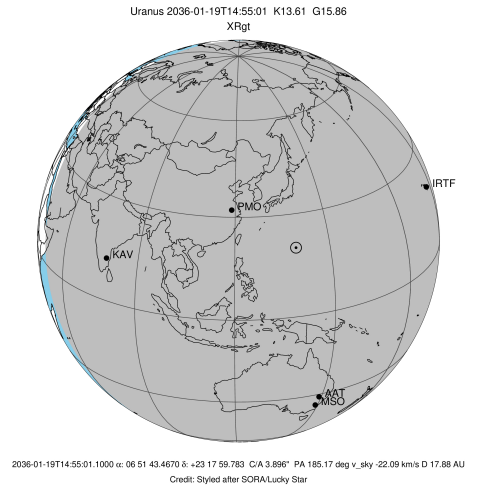 Uranus 2036-01-19T14:55:01 K13.61 G15.86
XRgt
IRTF
PMO
KAV
AAT
MSO
2036-01-19T14:55:01.1000 α: 06 51 43.4670 δ: +23 17 59.783 C/A 3.896" PA 185.17 deg v_sky -22.09 km/s D 17.88 AU
Credit: Styled after SORA/Lucky Star